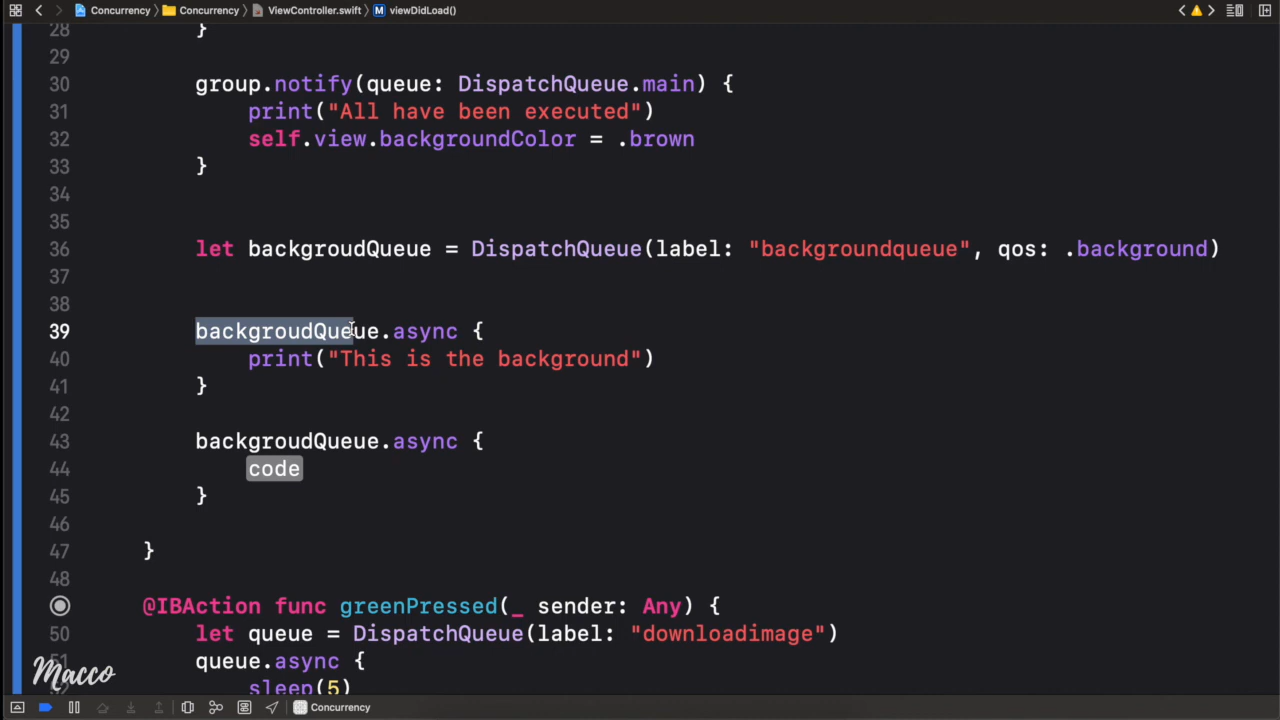 Concurrency Concurrency ViewController.swift M viewDidLoad()
28 }
29
30 group.notify(queue: DispatchQueue.main) {
31 print("All have been executed")
32 self.view.backgroundColor = .brown
33 }
34
35
36 let backgroudQueue = DispatchQueue(label: "backgroundqueue", qos: .background)
37
38
39 backgroudQueue.async {
40 print("This is the background")
41 }
42
43 backgroudQueue.async {
44 code
45 }
46
47 }
48
@IBAction func greenPressed(_ sender: Any) {
50 let queue = DispatchQueue(label: "downloadimage")
51 queue.async {
52 sleep(5)
Macco
Concurrency